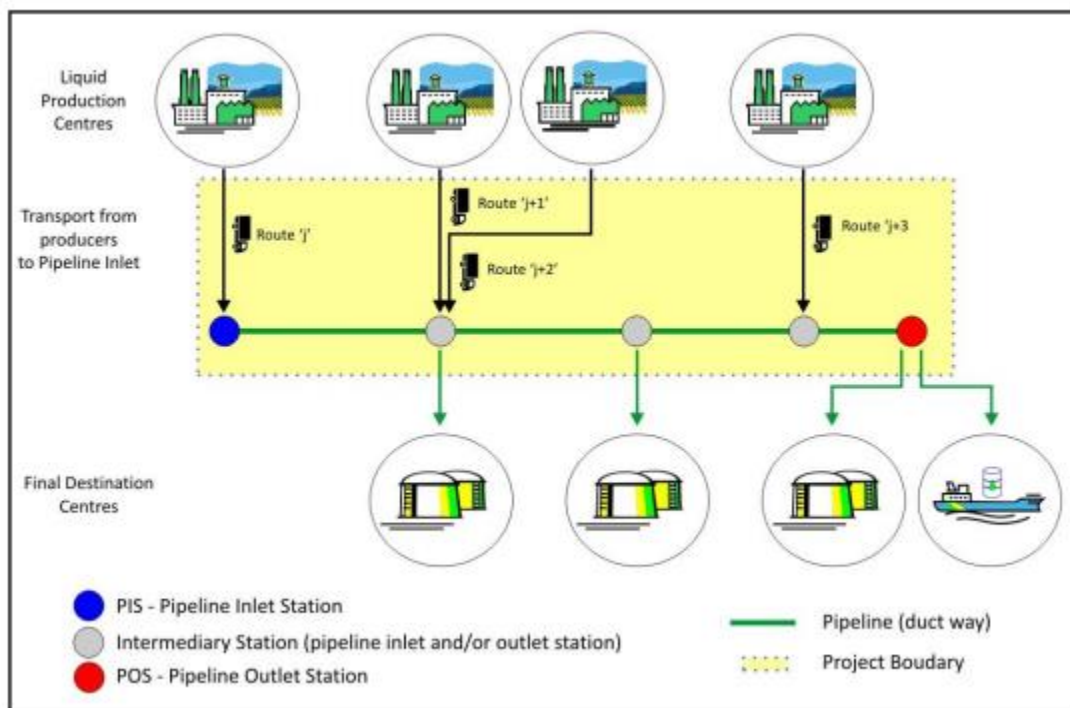 Liquid
Production
Centres
Transport from
producers
to Pipeline Inlet
Route 'j'
Route 'j+1'
Route 'j+2'
Route 'j+3
Final Destination
Centres
PIS - Pipeline Inlet Station
Intermediary Station (pipeline inlet and/or outlet station)
POS - Pipeline Outlet Station
Pipeline (duct way)
Project Boudary